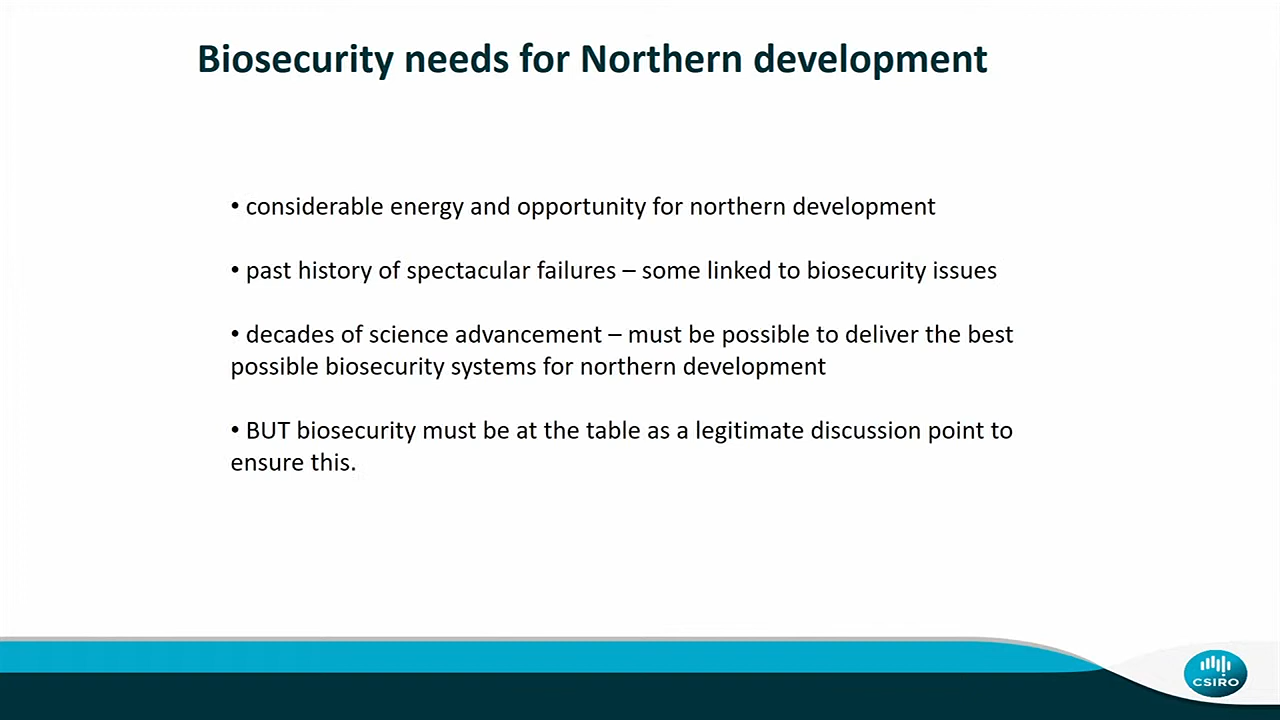 Biosecurity needs for Northern development
• considerable energy and opportunity for northern development
• past history of spectacular failures – some linked to biosecurity issues
• decades of science advancement – must be possible to deliver the best
possible biosecurity systems for northern development
• BUT biosecurity must be at the table as a legitimate discussion point to
ensure this.
CSIRO